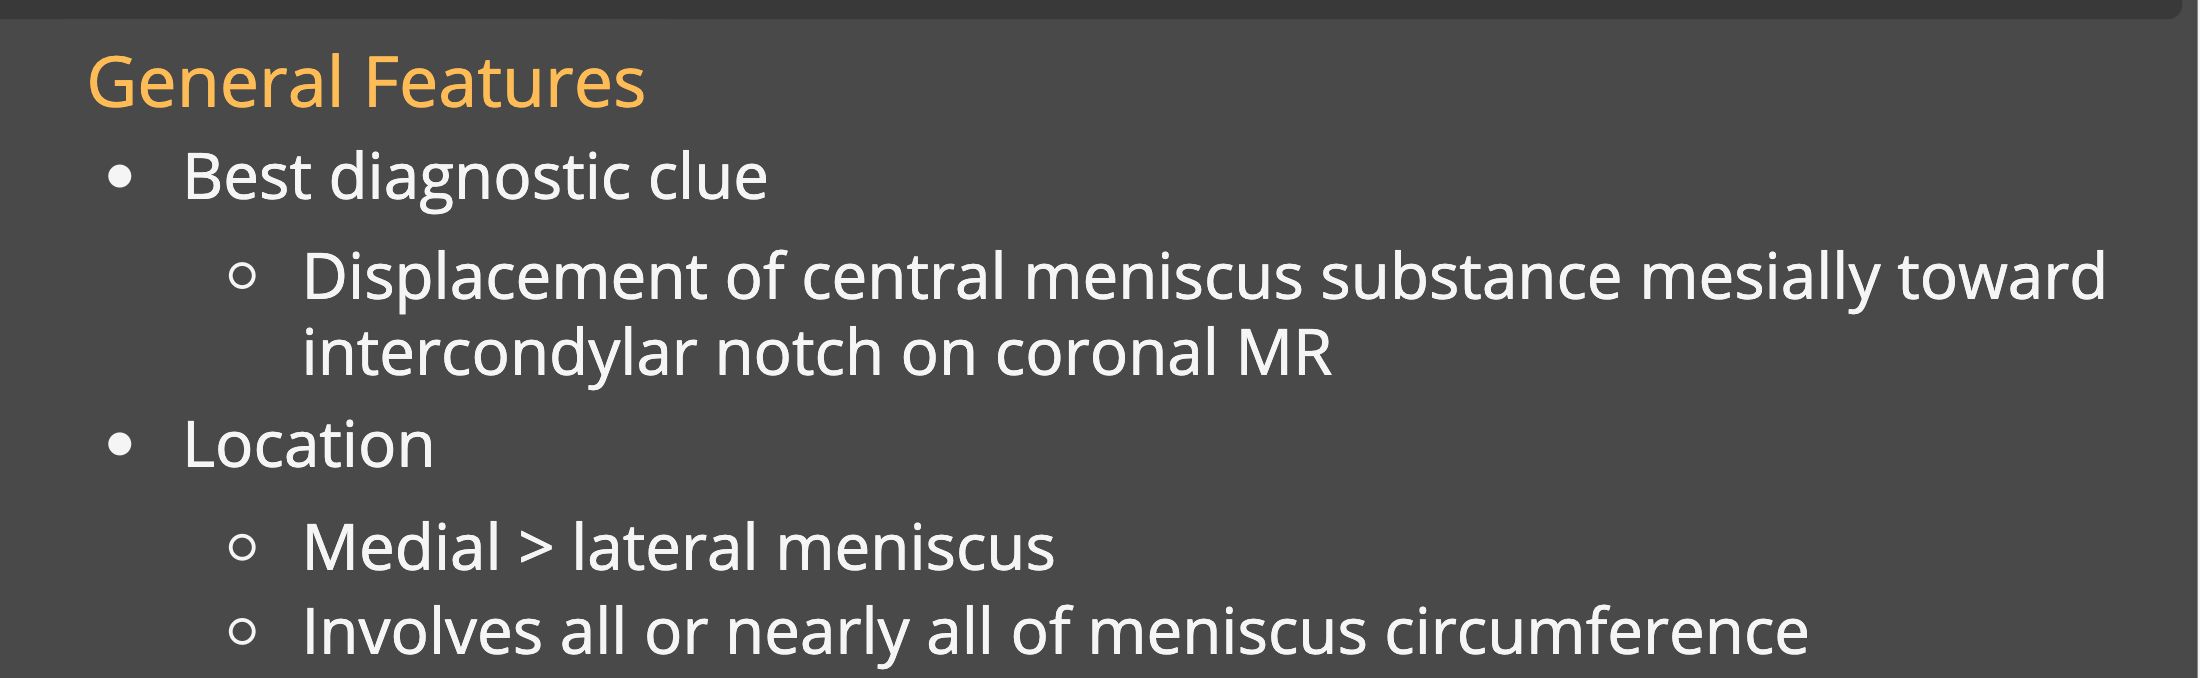 General Features
• Best diagnostic clue
○ Displacement of central meniscus substance mesially toward
intercondylar notch on coronal MR
• Location
○ Medial > lateral meniscus
○ Involves all or nearly all of meniscus circumference